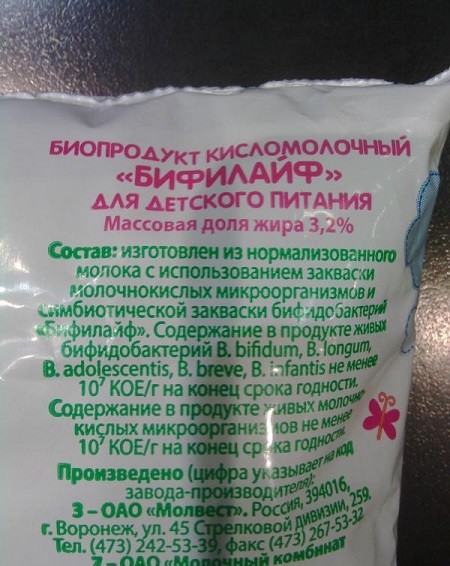 БИОПРОДУКТ КИСЛОМОЛОЧНЫЙ
«БИФИЛАЙФ»
ДЛЯ ДЕТСКОГО ПИТАНИЯ
Массовая доля жира 3,2%
Состав: изготовлен из нормализованного
молока с использованием закваски
молочнокислых микроорганизмов и
симбиотической закваски бифидобактерий
«Бифилайф». Содержание в продукте живых
бифидобактерий B. bifidum, B. longum,
B. adolescentis, B. breve, B. infantis не менее
10⁷ КОЕ/г на конец срока годности.
Содержание в продукте живых молочно-
кислых микроорганизмов не менее
10⁷ КОЕ/г на конец срока годности.
Произведено (цифра указывает на код
завода-производителя):
3 – ОАО «Молвест». Россия, 394016,
г. Воронеж, ул. 45 Стрелковой дивизии, 259.
Тел. (473) 242-53-39, факс (473) 267-53-32
7 – ОАО «Молочный комбинат